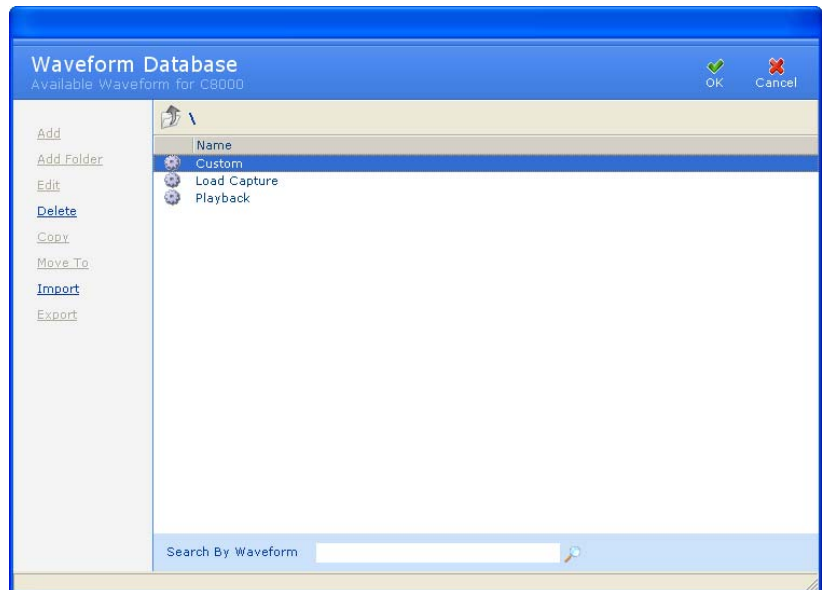 Waveform Database
Available Waveform for C8000
OK
Cancel
Add
Add Folder
Edit
Delete
Copy
Move To
Import
Export
\
Name
Custom
Load Capture
Playback
Search By Waveform